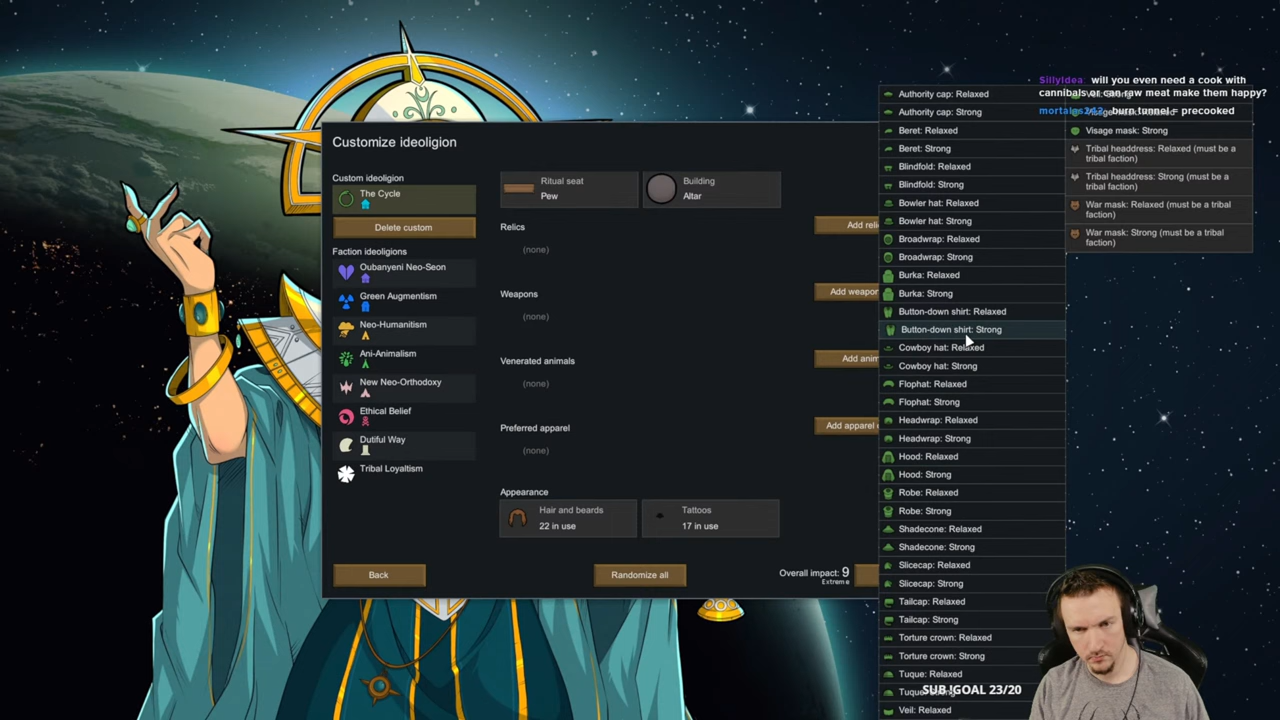 Customize ideoligion
Custom ideoligion
The Cycle
Delete custom
Faction ideoligions
Oubanyeni Neo-Seon
Green Augmentism
Neo-Humanitism
Ani-Animalism
New Neo-Orthodoxy
Ethical Belief
Dutiful Way
Tribal Loyaltism
Back
Ritual seat
Pew
Building
Altar
Relics
(none)
Add reli
Weapons
(none)
Add weapon
Venerated animals
(none)
Add anim
Preferred apparel
(none)
Add apparel
Appearance
Hair and beards
22 in use
Tattoos
17 in use
Randomize all
Overall impact: 9
Extreme
Authority cap: Relaxed
Authority cap: Strong
Beret: Relaxed
Beret: Strong
Blindfold: Relaxed
Blindfold: Strong
Bowler hat: Relaxed
Bowler hat: Strong
Broadwrap: Relaxed
Broadwrap: Strong
Burka: Relaxed
Burka: Strong
Button-down shirt: Relaxed
Button-down shirt: Strong
Cowboy hat: Relaxed
Cowboy hat: Strong
Flophat: Relaxed
Flophat: Strong
Headwrap: Relaxed
Headwrap: Strong
Hood: Relaxed
Hood: Strong
Robe: Relaxed
Robe: Strong
Shadecone: Relaxed
Shadecone: Strong
Slicecap: Relaxed
Slicecap: Strong
Tailcap: Relaxed
Tailcap: Strong
Torture crown: Relaxed
Torture crown: Strong
Tuque: Relaxed
Tuque:
Veil: Relaxed
SUB !GOAL 23/20
SillyIdea: will you even need a cook with
cannibals or can raw meat make them happy?
burn tunnel = precooked
Visage mask: Strong
Tribal headdress: Relaxed (must be a
tribal faction)
Tribal headdress: Strong (must be a
tribal faction)
War mask: Relaxed (must be a tribal
faction)
War mask: Strong (must be a tribal
faction)